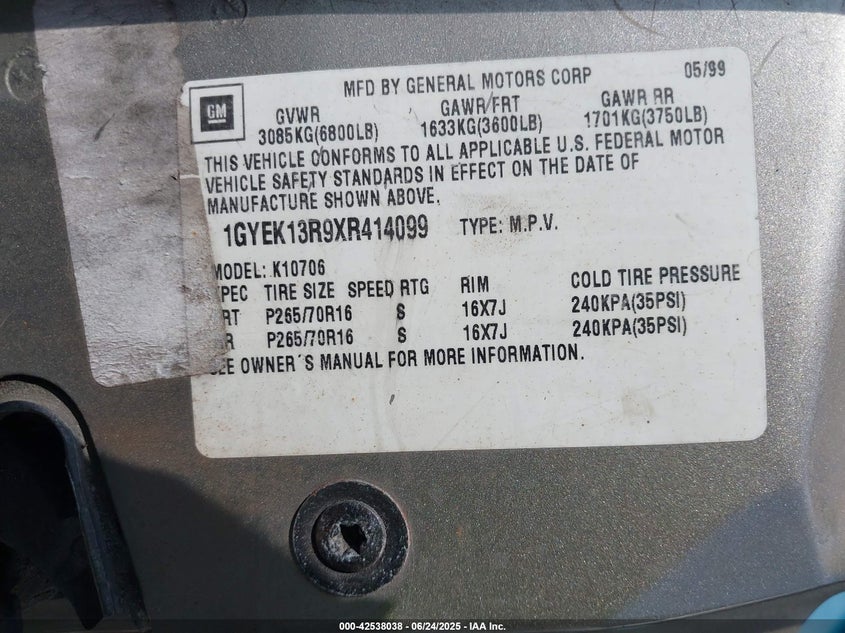 MFD BY GENERAL MOTORS CORP 05/99
GM
GVWR GAWR FRT GAWR RR
3085KG(6800LB) 1633KG(3600LB) 1701KG(3750LB)
THIS VEHICLE CONFORMS TO ALL APPLICABLE U.S. FEDERAL MOTOR
VEHICLE SAFETY STANDARDS IN EFFECT ON THE DATE OF
MANUFACTURE SHOWN ABOVE.
1GYEK13R9XR414099 TYPE: M.P.V.
MODEL: K10706
PEC TIRE SIZE SPEED RTG RIM COLD TIRE PRESSURE
RT P265/70R16 S 16X7J 240KPA(35PSI)
R P265/70R16 S 16X7J 240KPA(35PSI)
SEE OWNER'S MANUAL FOR MORE INFORMATION.
000-42538038 - 06/24/2025 - IAA Inc.